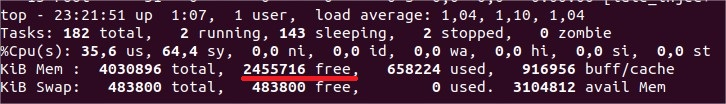 top - 23:21:51 up  1:07,  1 user,  load average: 1,04, 1,10, 1,04
Tasks: 182 total,   2 running, 143 sleeping,   2 stopped,   0 zombie
%Cpu(s): 35,6 us, 64,4 sy,  0,0 ni,  0,0 id,  0,0 wa,  0,0 hi,  0,0 si,  0,0 st
KiB Mem :  4030896 total,  2455716 free,   658224 used,   916956 buff/cache
KiB Swap:   483800 total,   483800 free,        0 used.  3104812 avail Mem